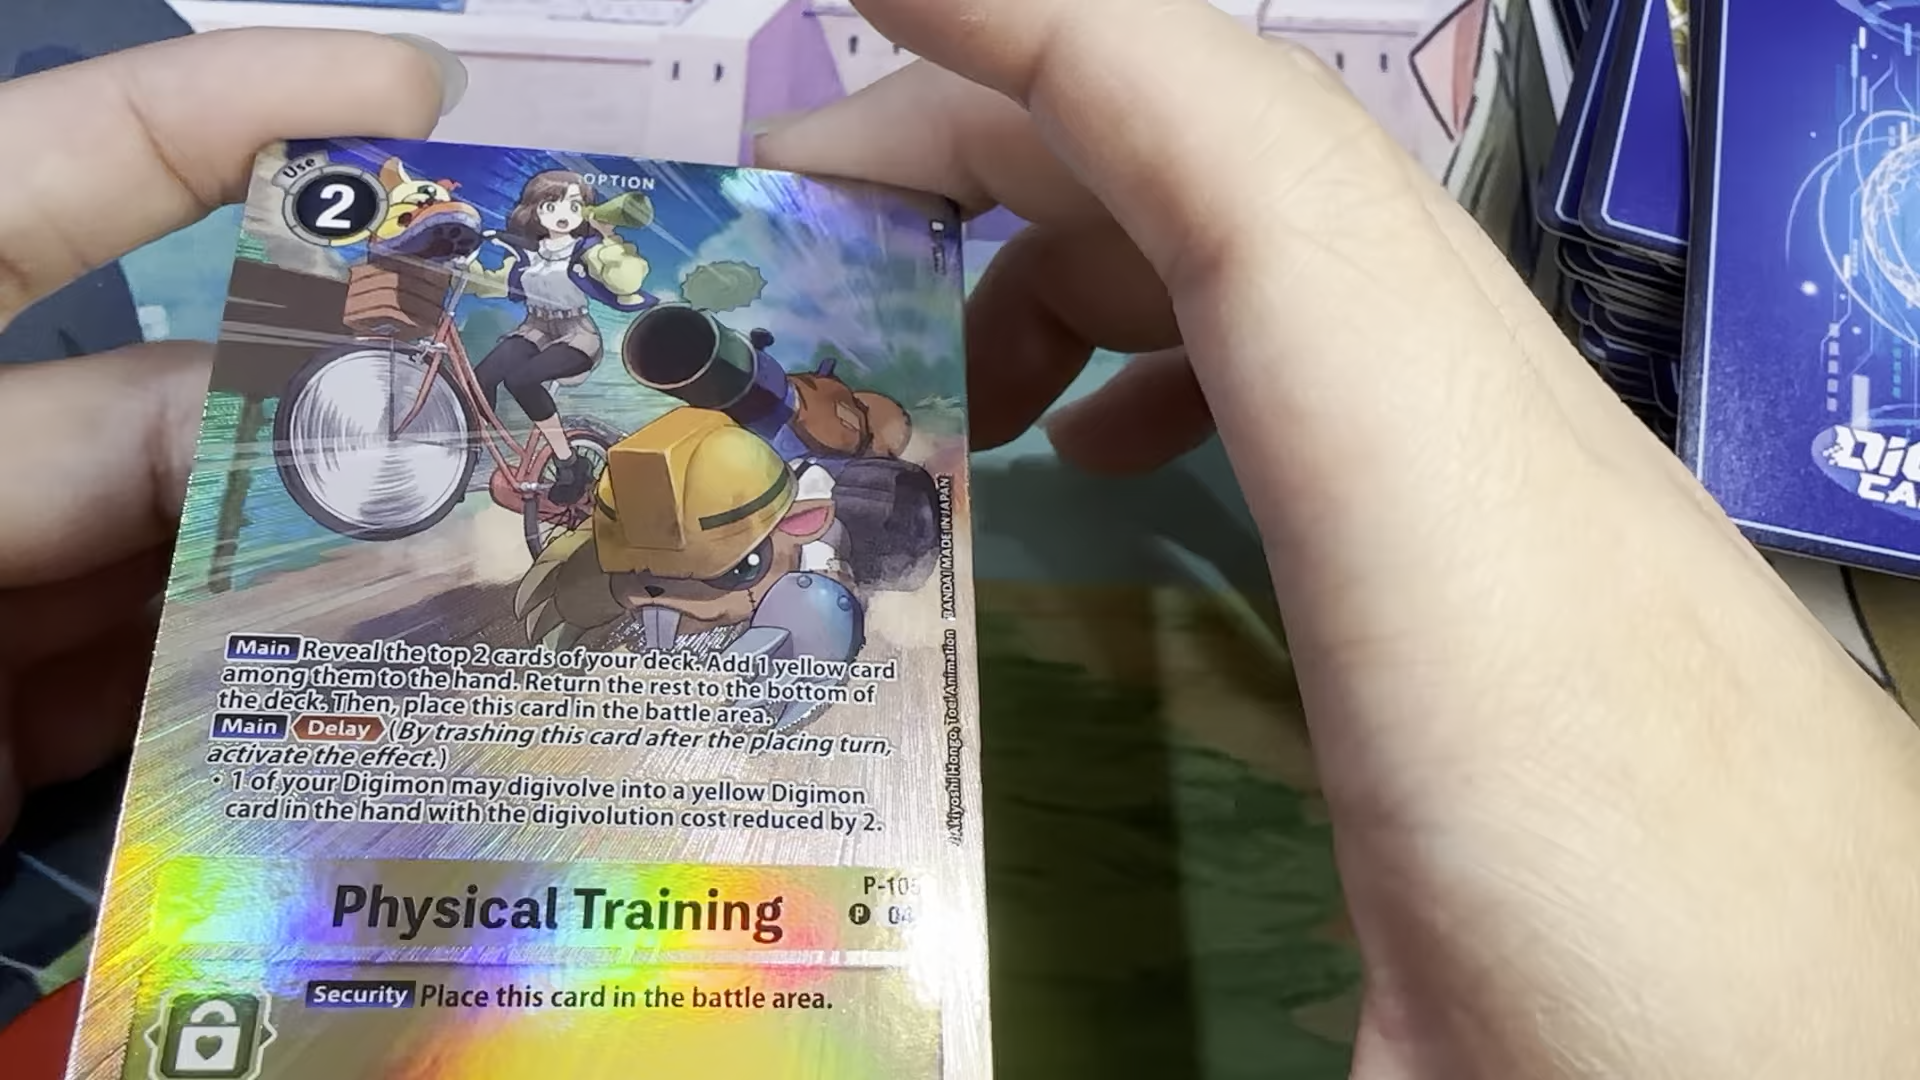 Use
2
OPTION
Main Reveal the top 2 cards of your deck. Add 1 yellow card
among them to the hand. Return the rest to the bottom of
the deck. Then, place this card in the battle area.
Main Delay (By trashing this card after the placing turn,
activate the effect.)
• 1 of your Digimon may digivolve into a yellow Digimon
card in the hand with the digivolution cost reduced by 2.
Physical Training
P
04
Security Place this card in the battle area.
Akiyoshi Hongo, Toei Animation BANDAI MADE IN JAPAN